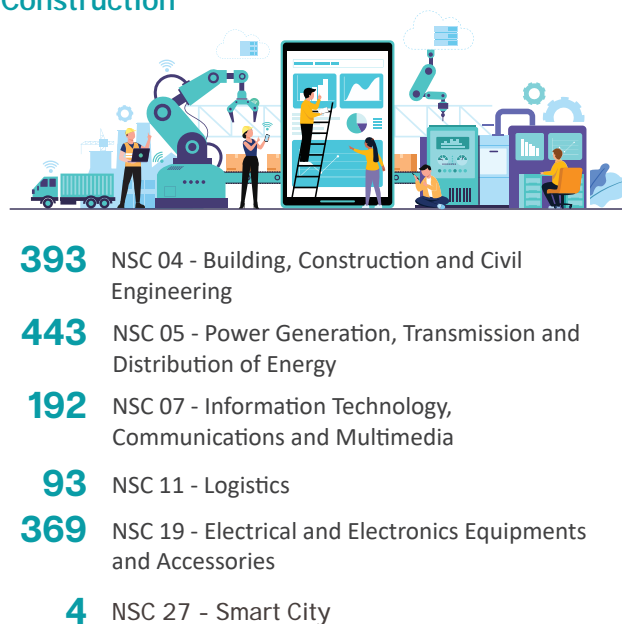 Construction
393 NSC 04 - Building, Construction and Civil
Engineering
443 NSC 05 - Power Generation, Transmission and
Distribution of Energy
192 NSC 07 - Information Technology,
Communications and Multimedia
93 NSC 11 - Logistics
369 NSC 19 - Electrical and Electronics Equipments
and Accessories
4 NSC 27 - Smart City